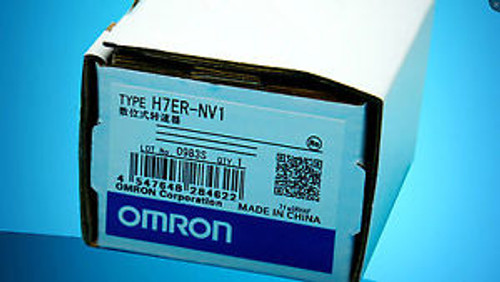 TYPE H7ER-NV1
数位式转速器
LOT No. 0983S QTY. 1
4 547648 284622
OMRON Corporation
MADE IN CHINA
OMRON